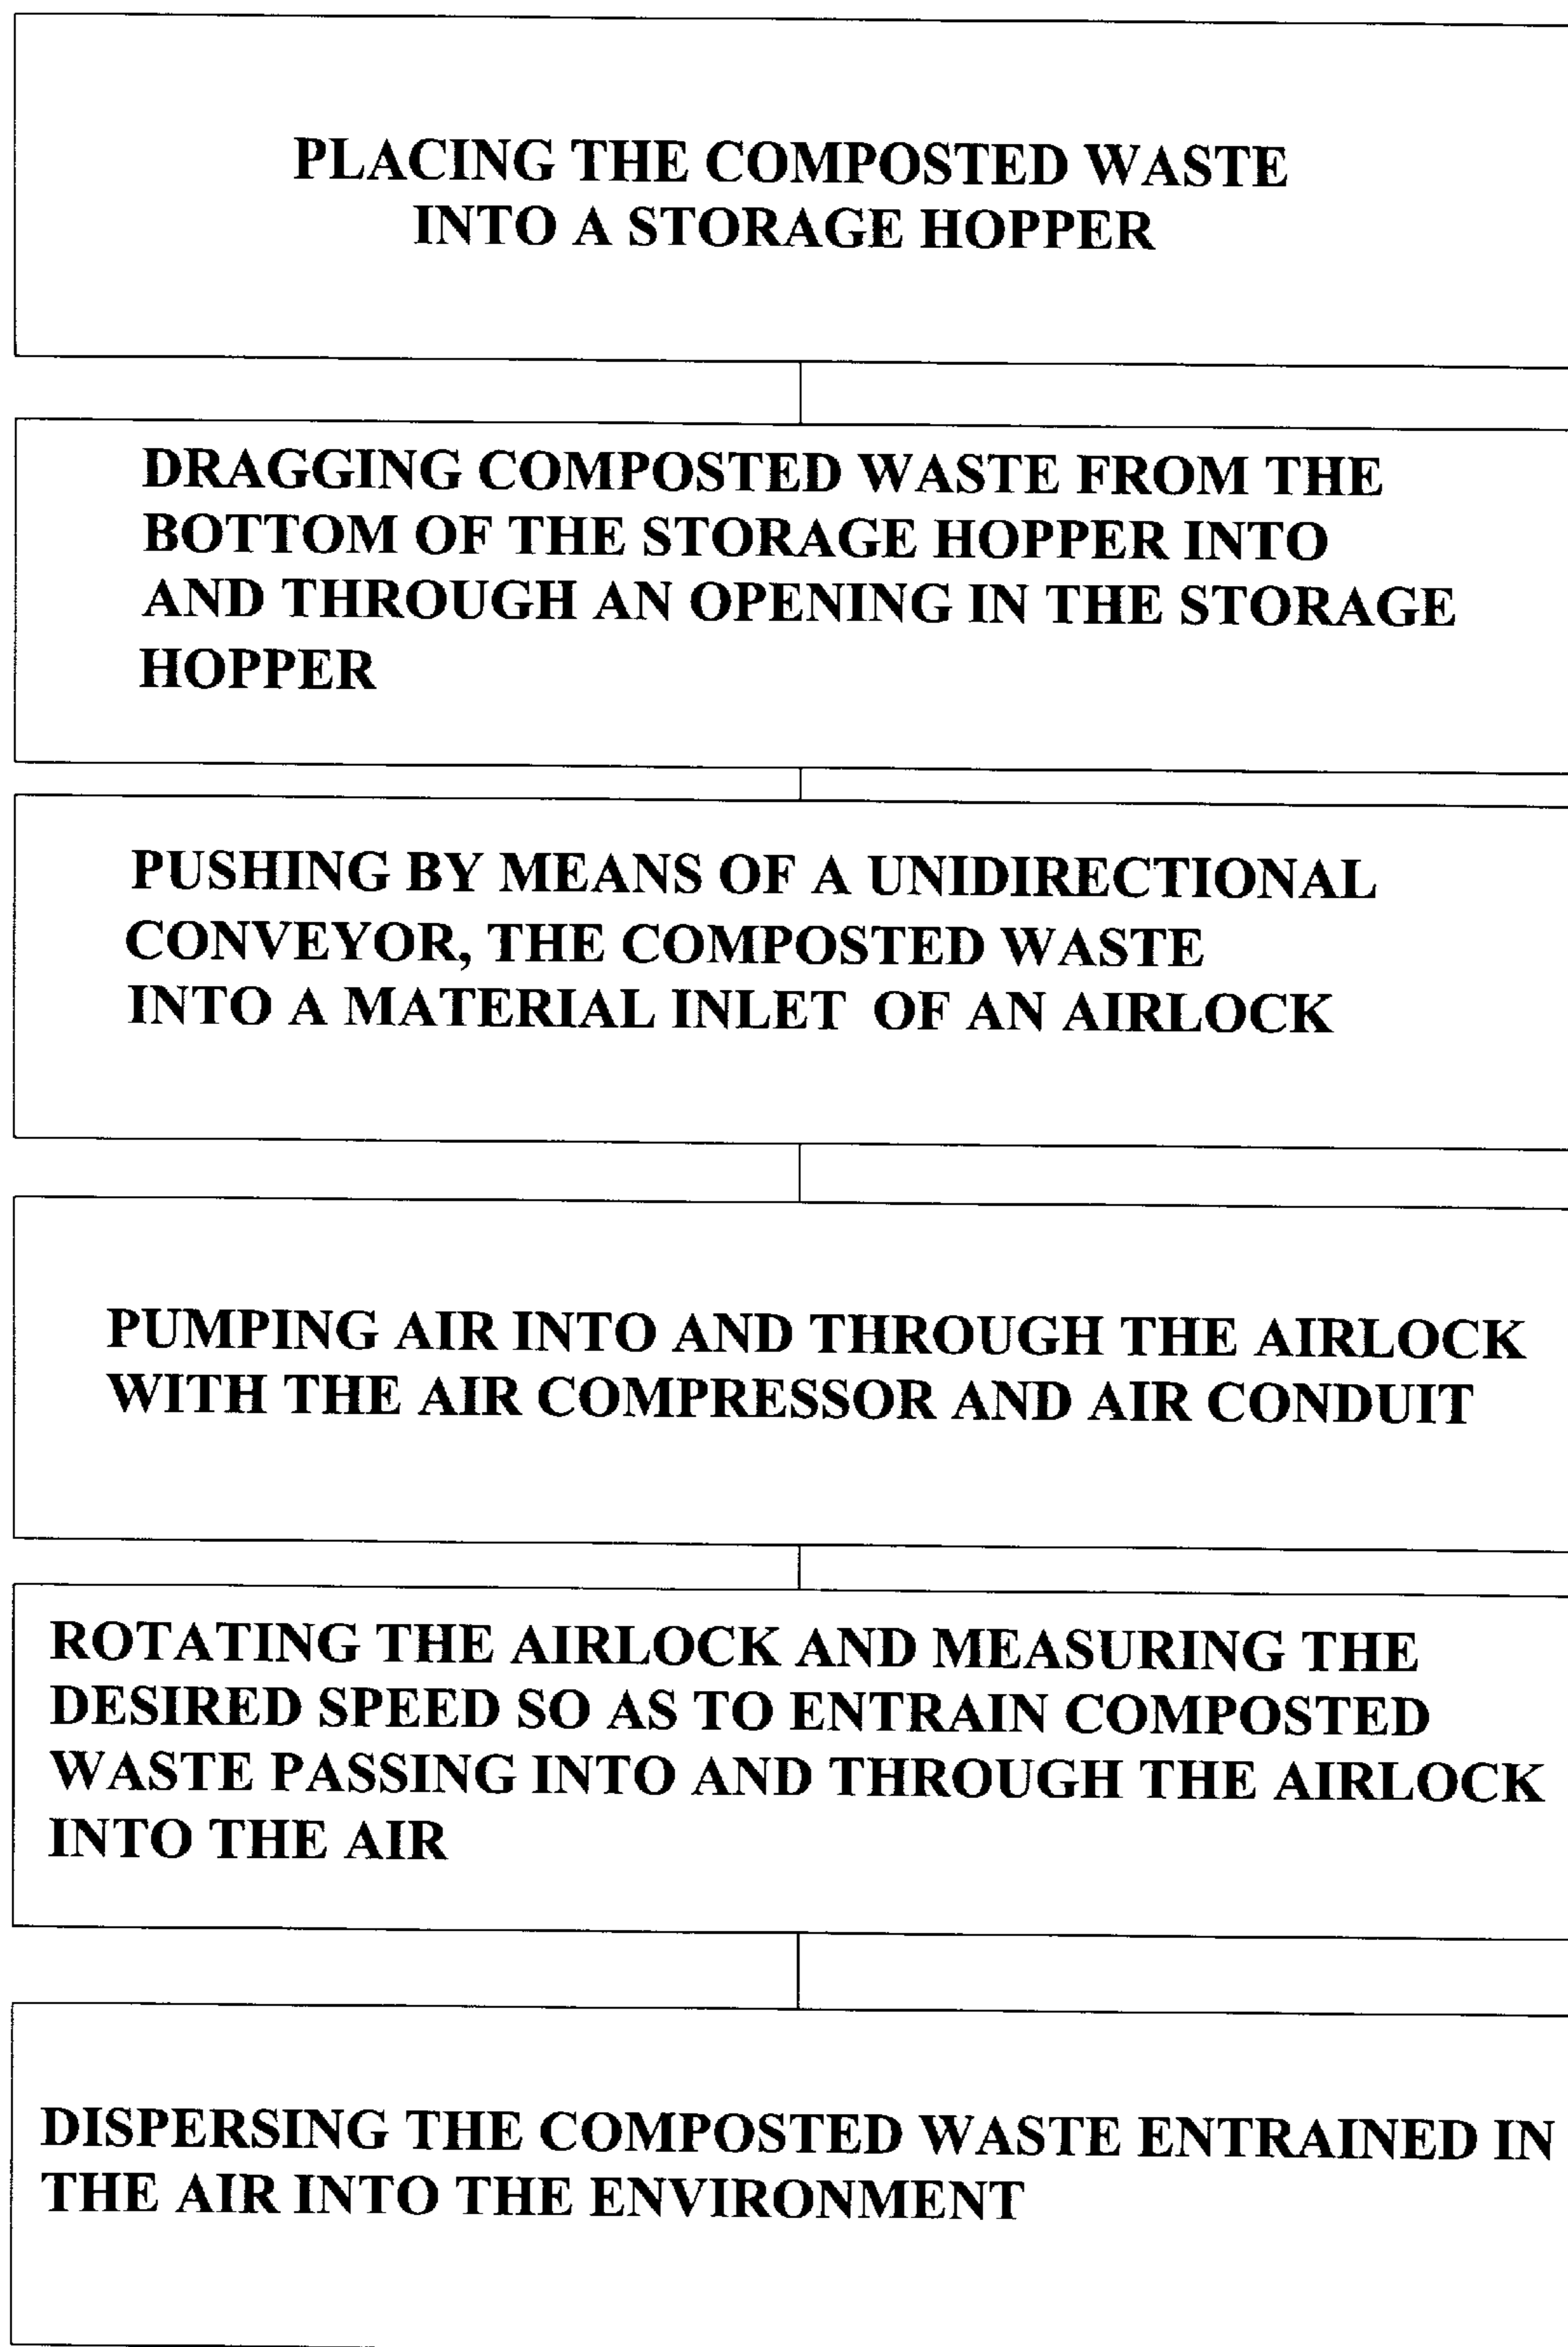 PLACING THE COMPOSTED WASTE
INTO A STORAGE HOPPER
DRAGGING COMPOSTED WASTE FROM THE
BOTTOM OF THE STORAGE HOPPER INTO
AND THROUGH AN OPENING IN THE STORAGE
HOPPER
PUSHING BY MEANS OF A UNIDIRECTIONAL
CONVEYOR, THE COMPOSTED WASTE
INTO A MATERIAL INLET OF AN AIRLOCK
PUMPING AIR INTO AND THROUGH THE AIRLOCK
WITH THE AIR COMPRESSOR AND AIR CONDUIT
ROTATING THE AIRLOCK AND MEASURING THE
DESIRED SPEED SO AS TO ENTRAIN COMPOSTED
WASTE PASSING INTO AND THROUGH THE AIRLOCK
INTO THE AIR
DISPERSING THE COMPOSTED WASTE ENTRAINED IN
THE AIR INTO THE ENVIRONMENT